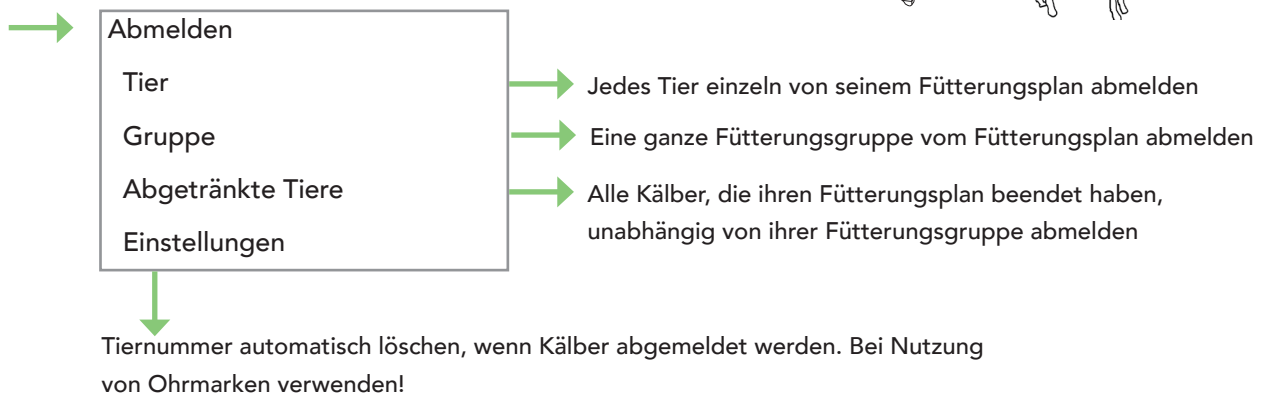 Abmelden
Tier
Jedes Tier einzeln von seinem Fütterungsplan abmelden
Gruppe
Eine ganze Fütterungsgruppe vom Fütterungsplan abmelden
Abgetränkte Tiere
Alle Kälber, die ihren Fütterungsplan beendet haben,
unabhängig von ihrer Fütterungsgruppe abmelden
Einstellungen
Tiernummer automatisch löschen, wenn Kälber abgemeldet werden. Bei Nutzung
von Ohrmarken verwenden!